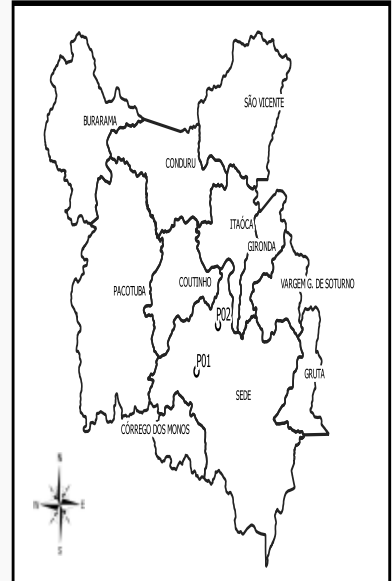 SÃO VICENTE
BURARAMA
CONDURU
ITAÓCA
GIRONDA
COUTINHO
VARGEM G. DE SOTURNO
PACOTUBA
P02
P01
GRUTA
SEDE
CÓRREGO DOS MONOS
N
E
S